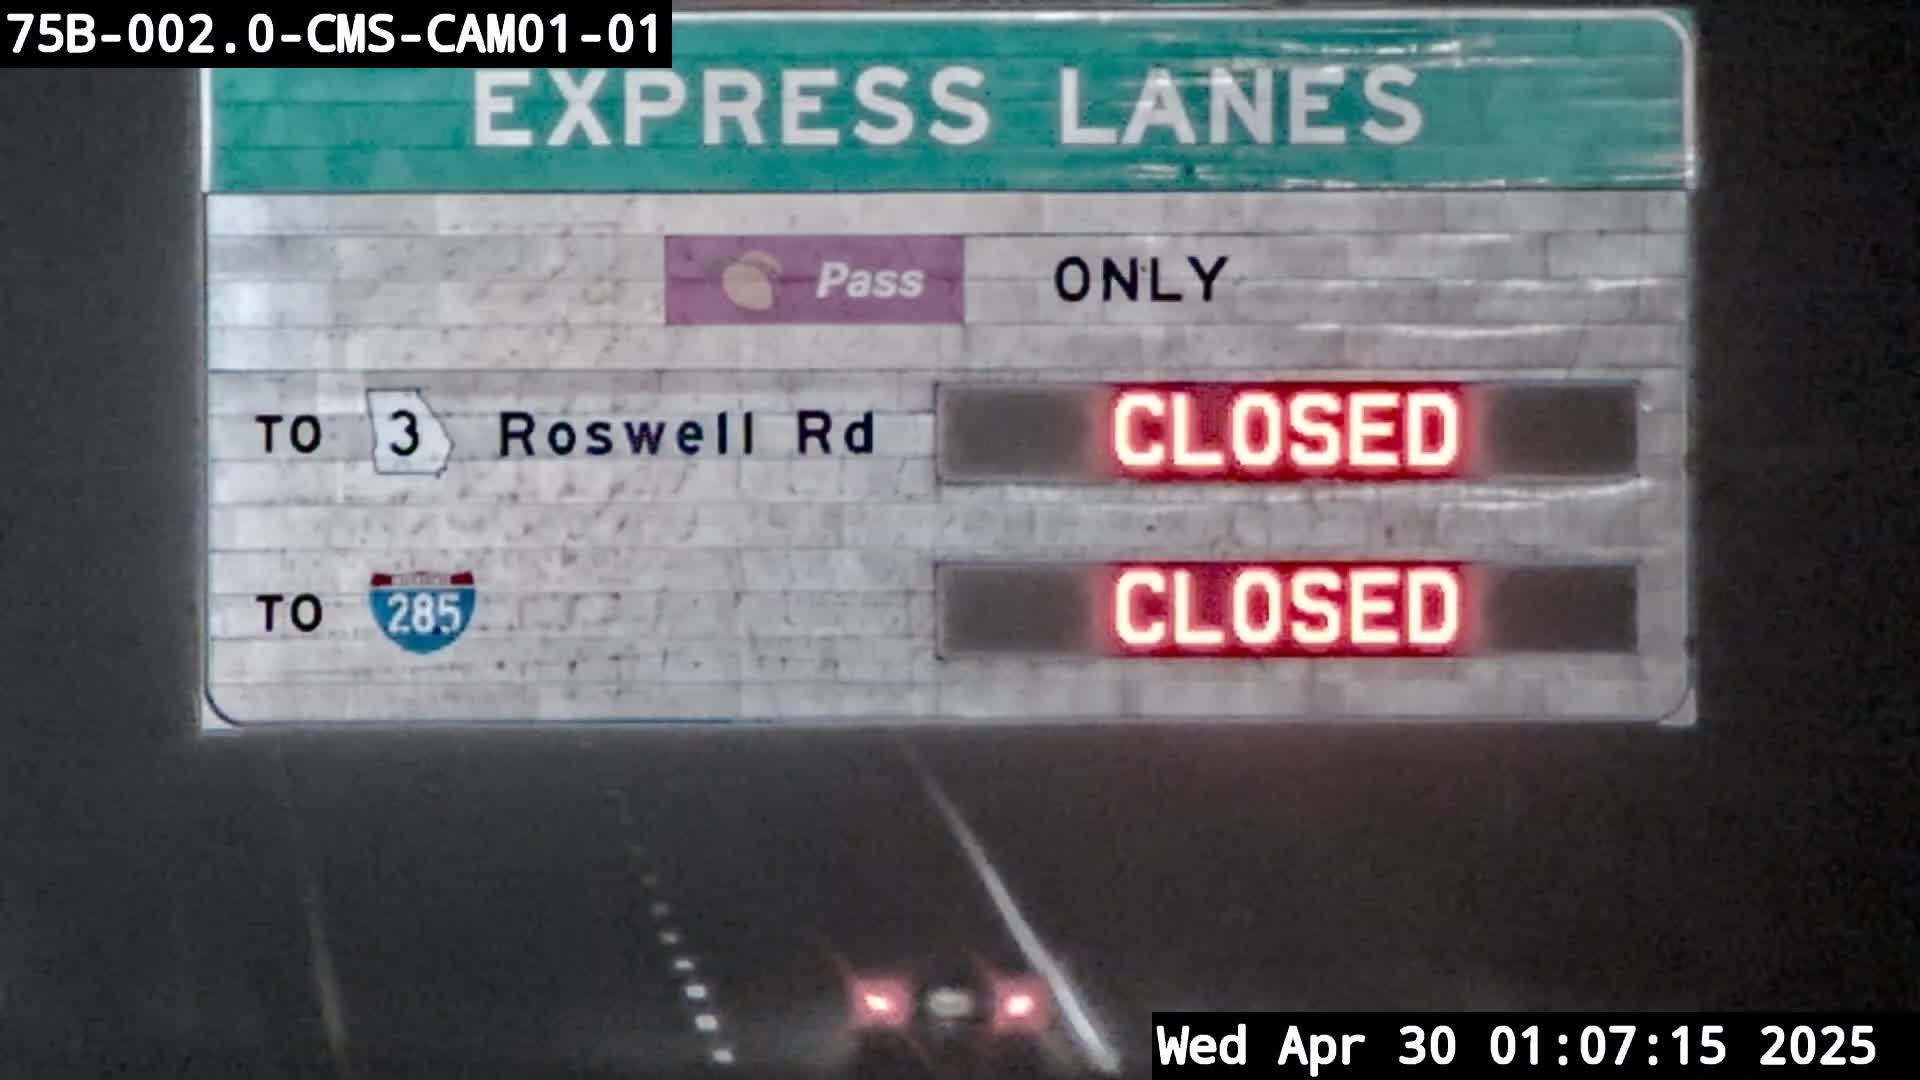 75B-002.0-CMS-CAM01-01
EXPRESS LANES
Pass ONLY
TO 3 Roswell Rd CLOSED
TO 285 CLOSED
Wed Apr 30 01:07:15 2025